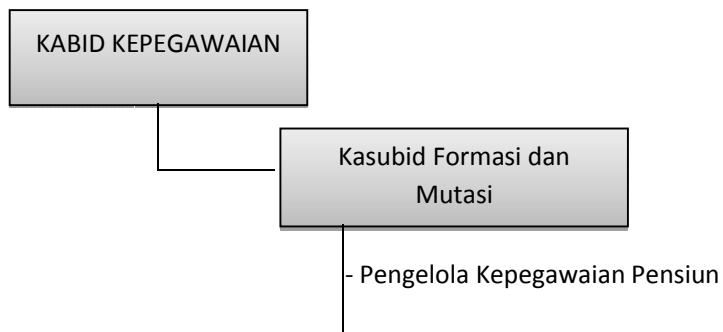 KABID KEPEGAWAIAN
Kasubid Formasi dan
Mutasi
- Pengelola Kepegawaian Pensiun